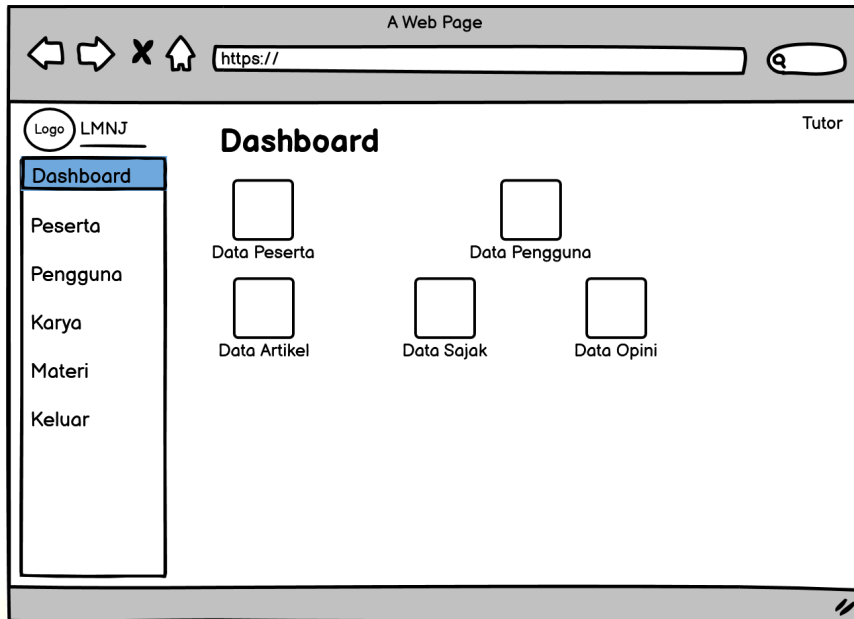 A Web Page
https://
Logo LMNJ
Tutor
Dashboard
Peserta
Pengguna
Karya
Materi
Keluar
Dashboard
Data Peserta
Data Pengguna
Data Artikel
Data Sajak
Data Opini